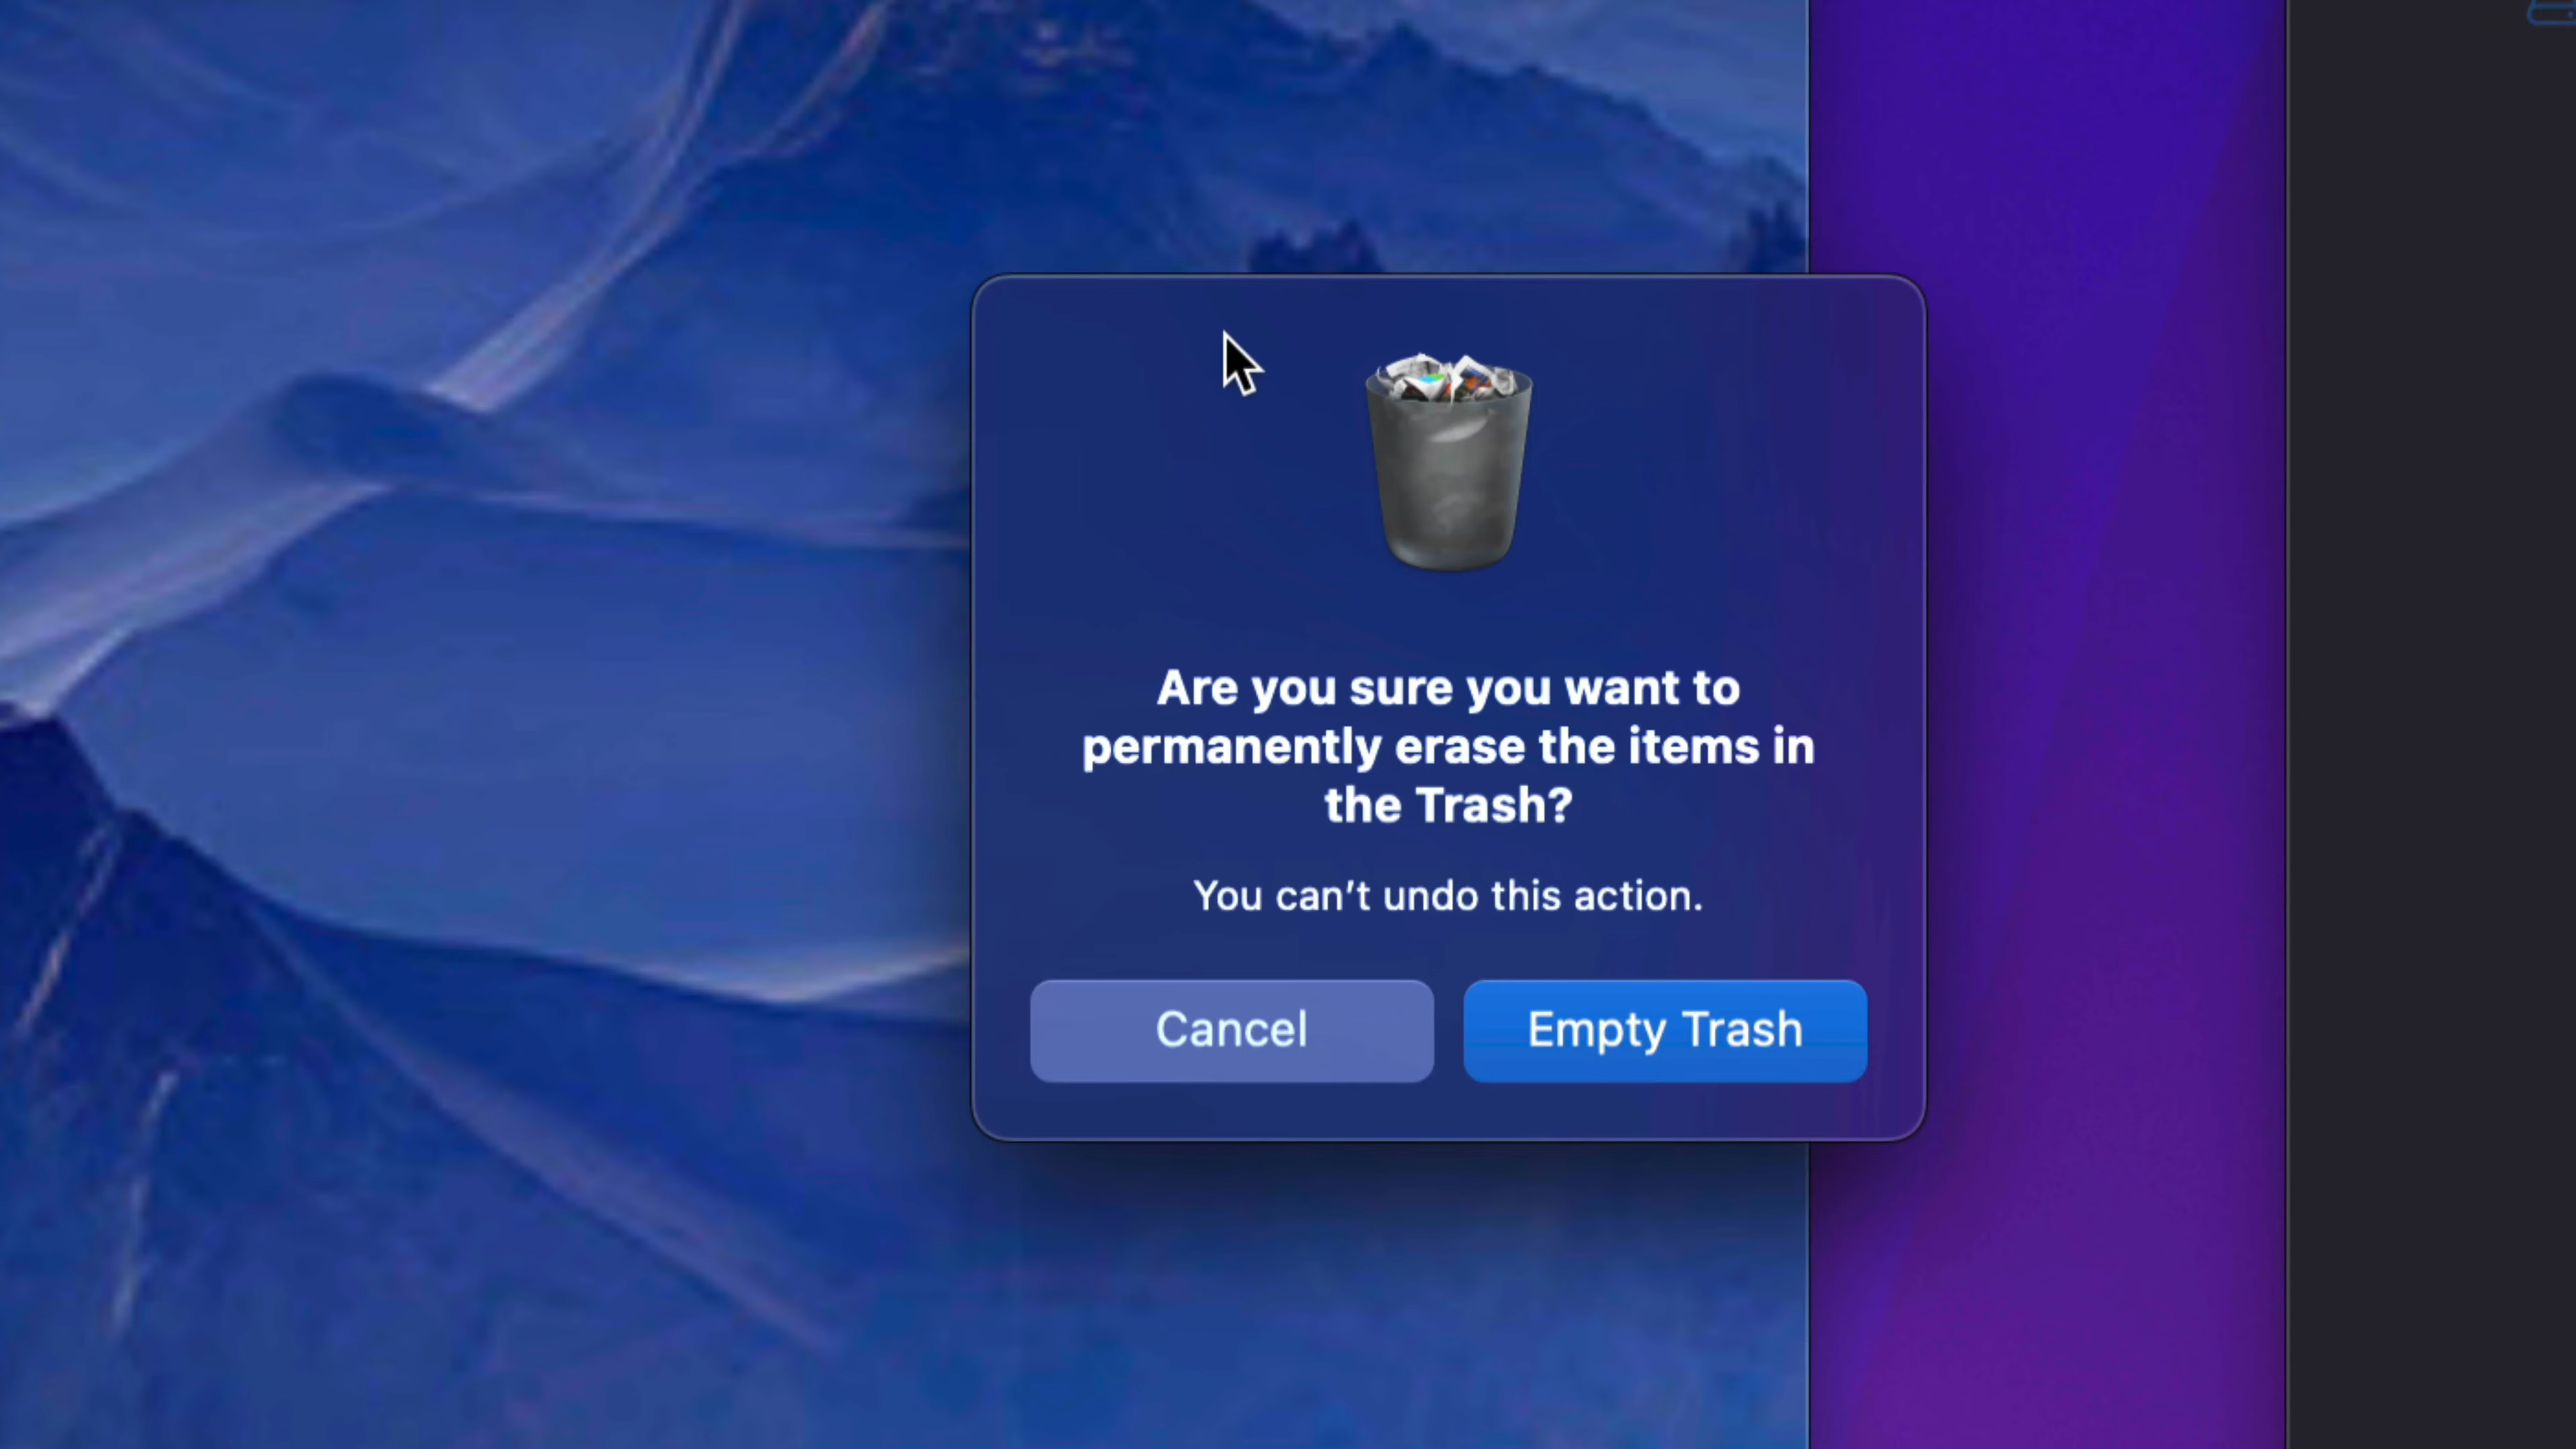 Are you sure you want to
permanently erase the items in
the Trash?
You can’t undo this action.
Cancel
Empty Trash